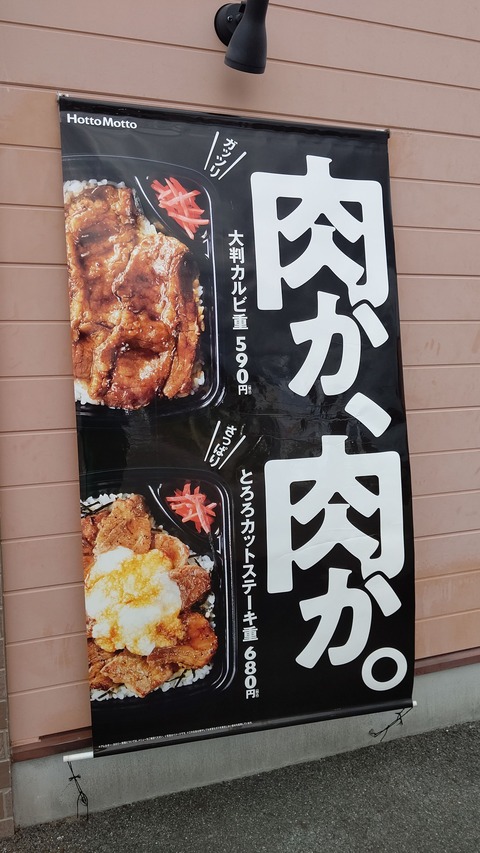 HottoMotto
肉か、肉か。
ガッツリ
大判カルビ重 590円
さっぱり
とろろカットステーキ重 680円